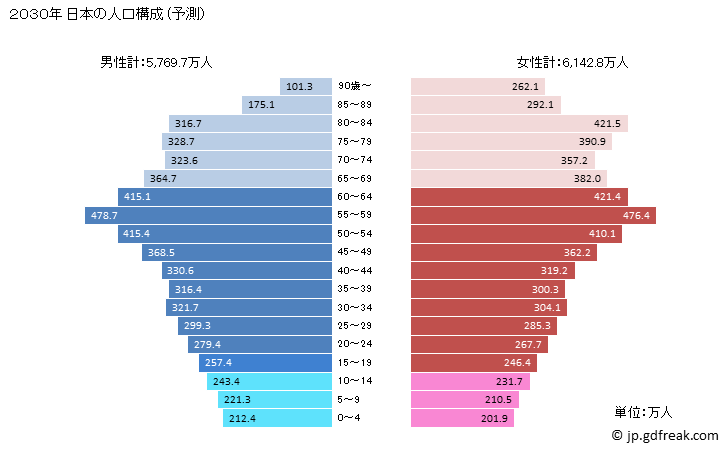 ２０３０年 日本の人口構成（予測）
男性計：5,769.7万人 女性計：6,142.8万人
101.3 90歳～ 262.1
175.1 85～89 292.1
316.7 80～84 421.5
328.7 75～79 390.9
323.6 70～74 357.2
364.7 65～69 382.0
415.1 60～64 421.4
478.7 55～59 476.4
415.4 50～54 410.1
368.5 45～49 362.2
330.6 40～44 319.2
316.4 35～39 300.3
321.7 30～34 304.1
299.3 25～29 285.3
279.4 20～24 267.7
257.4 15～19 246.4
243.4 10～14 231.7
221.3 5～9 210.5
212.4 0～4 201.9
単位：万人
© jp.gdfreak.com